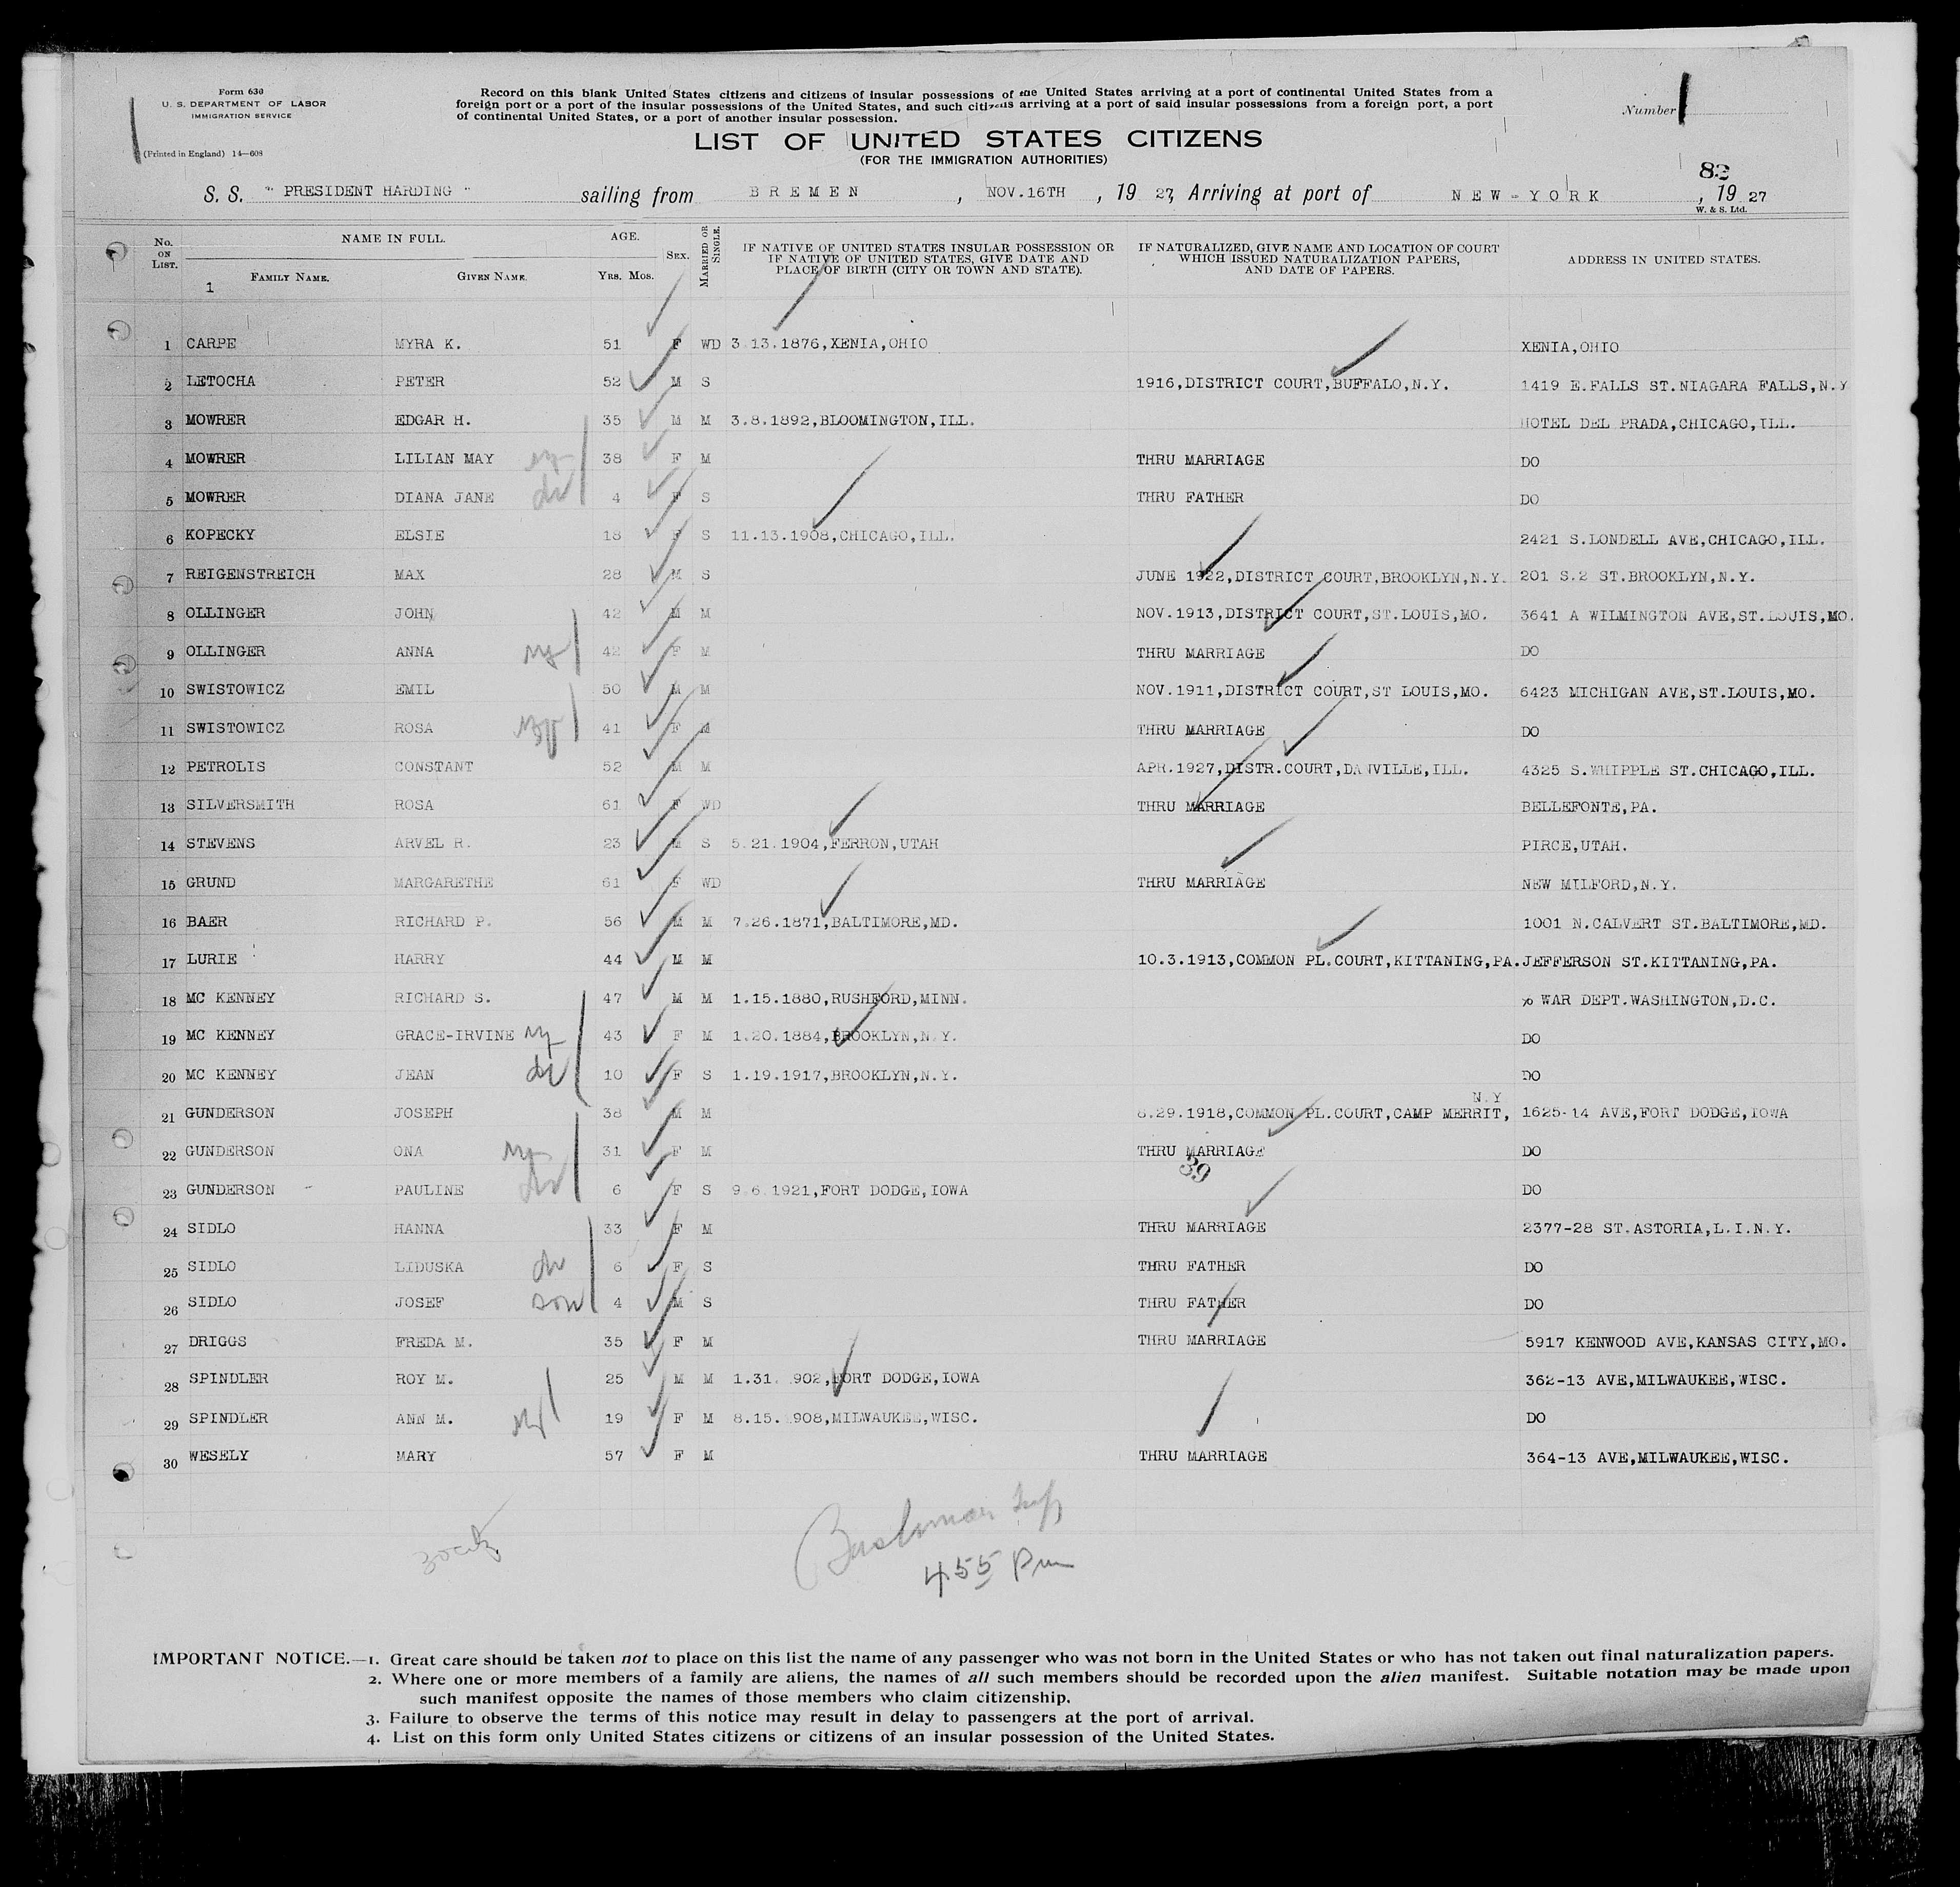 Form 630
U. S. DEPARTMENT OF LABOR
IMMIGRATION SERVICE
(Printed in England) 14—608
Record on this blank United States citizens and citizens of insular possessions of the United States arriving at a port of continental United States from a
foreign port or a port of the insular possessions of the United States, and such citizens arriving at a port of said insular possessions from a foreign port, a port
of continental United States, or a port of another insular possession.
Number
LIST OF UNITED STATES CITIZENS
(FOR THE IMMIGRATION AUTHORITIES)
82
S. S. " PRESIDENT HARDING " sailing from BREMEN, NOV.16TH, 19 27, Arriving at port of NEW-YORK, 19 27
W. & S. Ltd.
No. ON LIST. NAME IN FULL. AGE. SEX. MARRIED OR SINGLE. IF NATIVE OF UNITED STATES INSULAR POSSESSION OR IF NATIVE OF UNITED STATES, GIVE DATE AND PLACE OF BIRTH (CITY OR TOWN AND STATE). IF NATURALIZED, GIVE NAME AND LOCATION OF COURT WHICH ISSUED NATURALIZATION PAPERS, AND DATE OF PAPERS. ADDRESS IN UNITED STATES.
1 FAMILY NAME. GIVEN NAME. YRS. MOS.
1 CARPE MYRA K. 51 F WD 3.13.1876,XENIA,OHIO XENIA,OHIO
2 LETOCHA PETER 52 M S 1916,DISTRICT COURT,BUFFALO,N.Y. 1419 E.FALLS ST.NIAGARA FALLS,N.Y
3 MOWRER EDGAR H. 35 M M 3.8.1892,BLOOMINGTON,ILL. HOTEL DEL PRADA,CHICAGO,ILL.
4 MOWRER LILIAN MAY 38 F M THRU MARRIAGE DO
5 MOWRER DIANA JANE 4 F S THRU FATHER DO
6 KOPECKY ELSIE 18 F S 11.13.1908,CHICAGO,ILL. 2421 S.LONDELL AVE,CHICAGO,ILL.
7 REIGENSTREICH MAX 28 M S JUNE 1922,DISTRICT COURT,BROOKLYN,N.Y. 201 S.2 ST.BROOKLYN,N.Y.
8 OLLINGER JOHN 42 M M NOV.1913,DISTRICT COURT,ST.LOUIS,MO. 3641 A WILMINGTON AVE,ST.LOUIS,MO.
9 OLLINGER ANNA 42 F M THRU MARRIAGE DO
10 SWISTOWICZ EMIL 50 M M NOV.1911,DISTRICT COURT,ST LOUIS,MO. 6423 MICHIGAN AVE,ST.LOUIS,MO.
11 SWISTOWICZ ROSA 41 F M THRU MARRIAGE DO
12 PETROLIS CONSTANT 52 M M APR.1927,DISTR.COURT,DANVILLE,ILL. 4325 S.WHIPPLE ST.CHICAGO,ILL.
13 SILVERSMITH ROSA 61 F WD THRU MARRIAGE BELLEFONTE,PA.
14 STEVENS ARVEL R. 23 M S 5.21.1904,FERRON,UTAH PIRCE,UTAH.
15 GRUND MARGARETHE 61 F WD THRU MARRIAGE NEW MILFORD,N.Y.
16 BAER RICHARD P. 56 M M 7.26.1871,BALTIMORE,MD. 1001 N.CALVERT ST.BALTIMORE,MD.
17 LURIE HARRY 44 M M 10.3.1913,COMMON PL.COURT,KITTANING,PA. JEFFERSON ST.KITTANING,PA.
18 MC KENNEY RICHARD S. 47 M M 1.15.1880,RUSHFORD,MINN. % WAR DEPT.WASHINGTON,D.C.
19 MC KENNEY GRACE-IRVINE 43 F M 1.20.1884,BROOKLYN,N.Y. DO
20 MC KENNEY JEAN 10 F S 1.19.1917,BROOKLYN,N.Y. DO
21 GUNDERSON JOSEPH 38 M M 8.29.1918,COMMON PL.COURT,CAMP MERRIT, N.Y 1625-14 AVE,FORT DODGE,IOWA
22 GUNDERSON ONA 31 F M THRU MARRIAGE DO
39
23 GUNDERSON PAULINE 6 F S 9.6.1921,FORT DODGE,IOWA DO
24 SIDLO HANNA 33 F M THRU MARRIAGE 2377-28 ST.ASTORIA,L.I.N.Y.
25 SIDLO LIDUSKA 6 F S THRU FATHER DO
26 SIDLO JOSEF son 4 M S THRU FATHER DO
27 DRIGGS FREDA M. 35 F M THRU MARRIAGE 5917 KENWOOD AVE,KANSAS CITY,MO.
28 SPINDLER ROY M. 25 M M 1.31. 902,FORT DODGE,IOWA 362-13 AVE,MILWAUKEE,WISC.
29 SPINDLER ANN M. 19 F M 8.15. 908,MILWAUKEE,WISC. DO
30 WESELY MARY 57 F M THRU MARRIAGE 364-13 AVE,MILWAUKEE,WISC.
455 Pm
IMPORTANT NOTICE.—1. Great care should be taken not to place on this list the name of any passenger who was not born in the United States or who has not taken out final naturalization papers.
2. Where one or more members of a family are aliens, the names of all such members should be recorded upon the alien manifest. Suitable notation may be made upon
such manifest opposite the names of those members who claim citizenship.
3. Failure to observe the terms of this notice may result in delay to passengers at the port of arrival.
4. List on this form only United States citizens or citizens of an insular possession of the United States.